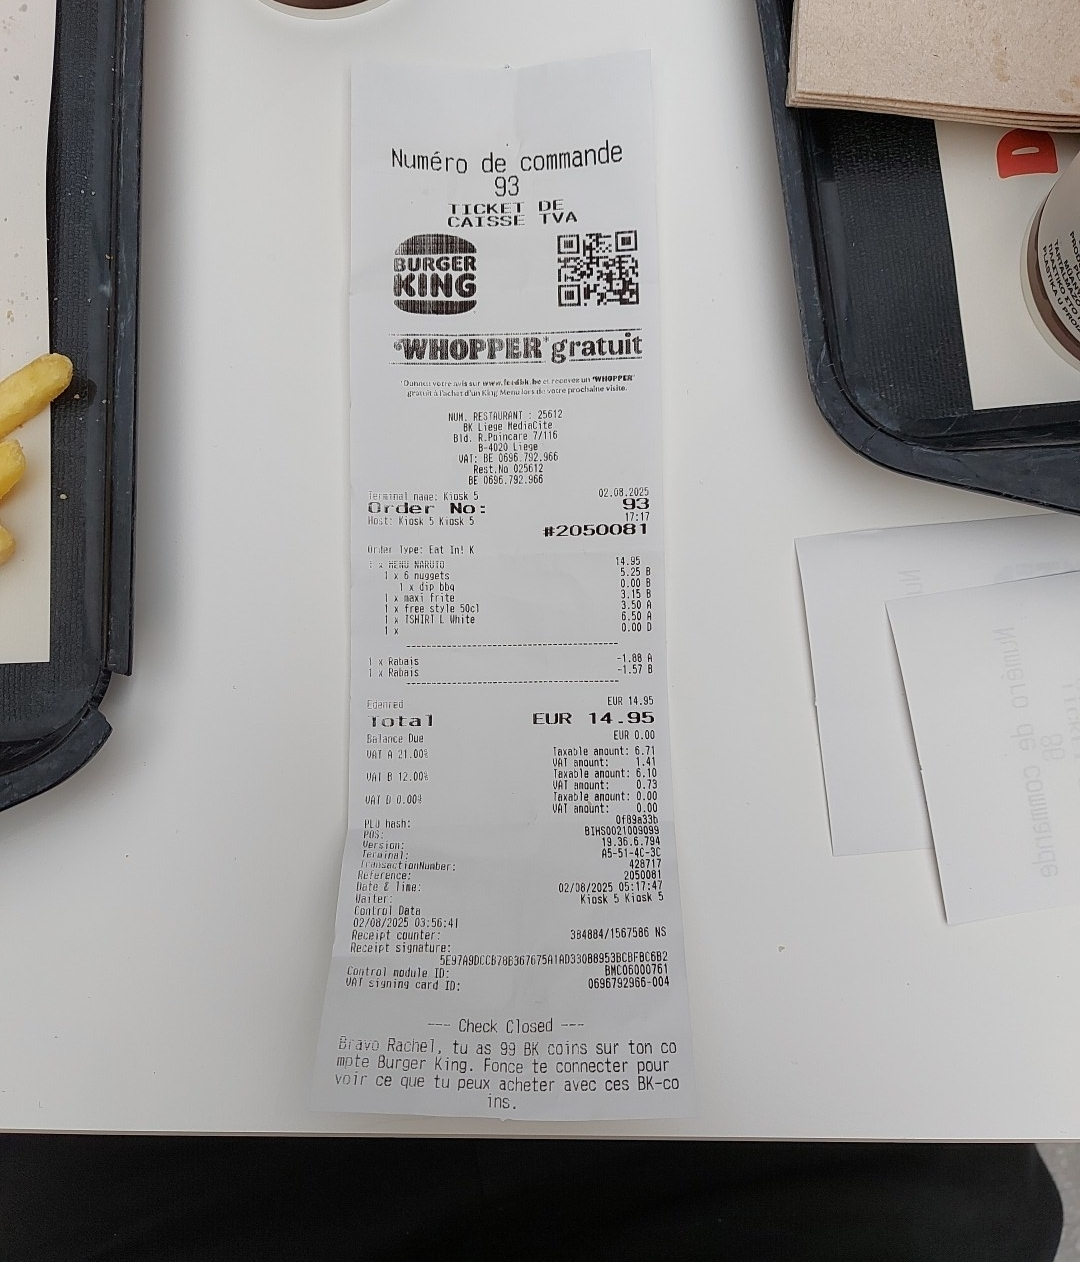 Numéro de commande
93
TICKET DE
CAISSE TVA
BURGER
KING
WHOPPER gratuit
NUM. RESTAURANT : 25612
BK Liege MediaCite
Bld. R.Poincare 7/116
B-4020 Liege
VAT: BE 0696.792.966
Rest.No 025612
BE 0696.792.966
Terminal name: Kiosk 5 02.08.2025
Order No: 93
Host: Kiosk 5 Kiosk 5 17:17
#2050081
Order Type: Eat In! K
1 x MENU NARUTO 14.95
1 x 6 nuggets 5.25 B
1 x dip bbq 0.00 B
1 x maxi frite 3.15 B
1 x free style 50cl 3.50 A
1 x TSHIRT L White 6.50 A
1 x 0.00 D
1 x Rabais -1.88 A
1 x Rabais -1.57 B
Edenred EUR 14.95
Total EUR 14.95
Balance Due EUR 0.00
VAT A 21.00% Taxable amount: 6.71
VAT amount: 1.41
VAT B 12.00% Taxable amount: 6.10
VAT amount: 0.73
VAT D 0.00% Taxable amount: 0.00
VAT amount: 0.00
PLU hash: 0f89a33b
POS: BIHS0021009099
Version: 19.36.6.794
Terminal: A5-51-4C-3C
TransactionNumber: 428717
Reference: 2050081
Date & Time: 02/08/2025 05:17:47
Waiter: Kiosk 5 Kiosk 5
Control Data
02/08/2025 03:56:41
Receipt counter: 384884/1567586 NS
Receipt signature:
5E97A9DCCB78B367675A1AD330B8953BCBFBC6B2
Control module ID: BMC06000761
VAT signing card ID: 0696792966-004
--- Check Closed ---
Bravo Rachel, tu as 99 BK coins sur ton co
mpte Burger King. Fonce te connecter pour
voir ce que tu peux acheter avec ces BK-co
ins.
Numéro de commande